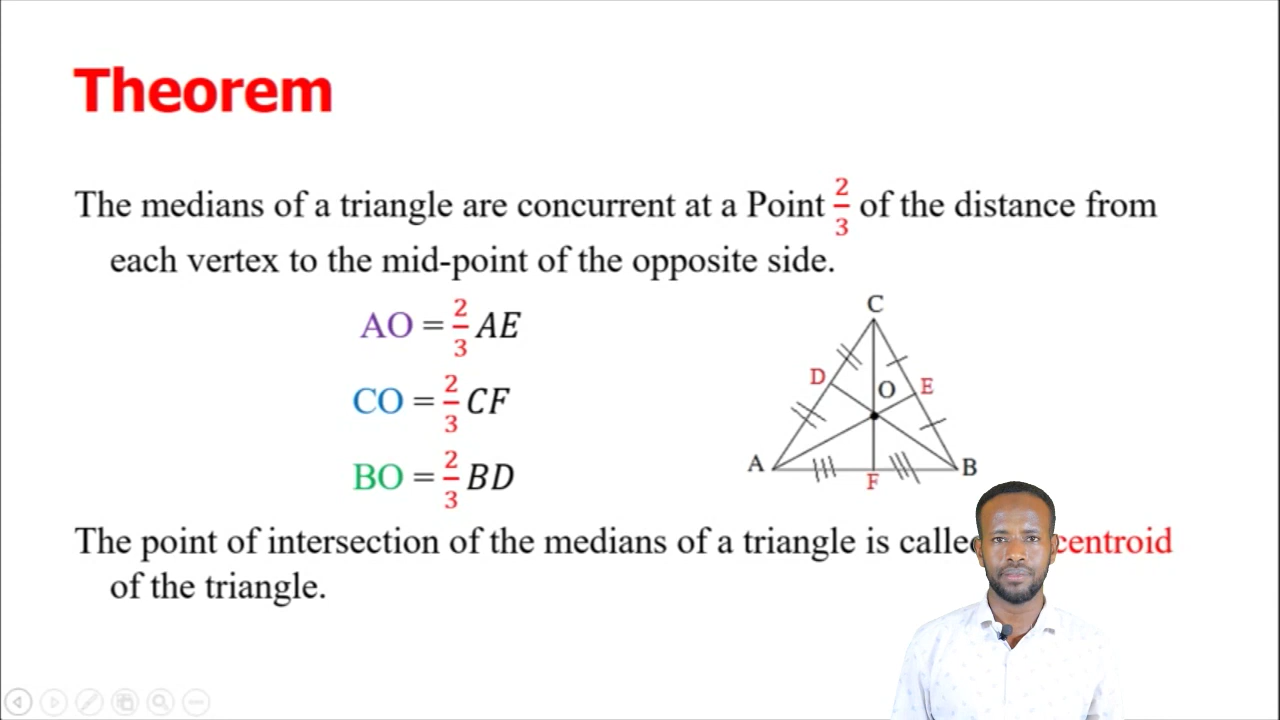 Theorem
The medians of a triangle are concurrent at a Point 2/3 of the distance from
each vertex to the mid-point of the opposite side.
AO = 2/3 AE
CO = 2/3 CF
BO = 2/3 BD
C
D
O
E
A
F
B
The point of intersection of the medians of a triangle is calle centroid
of the triangle.